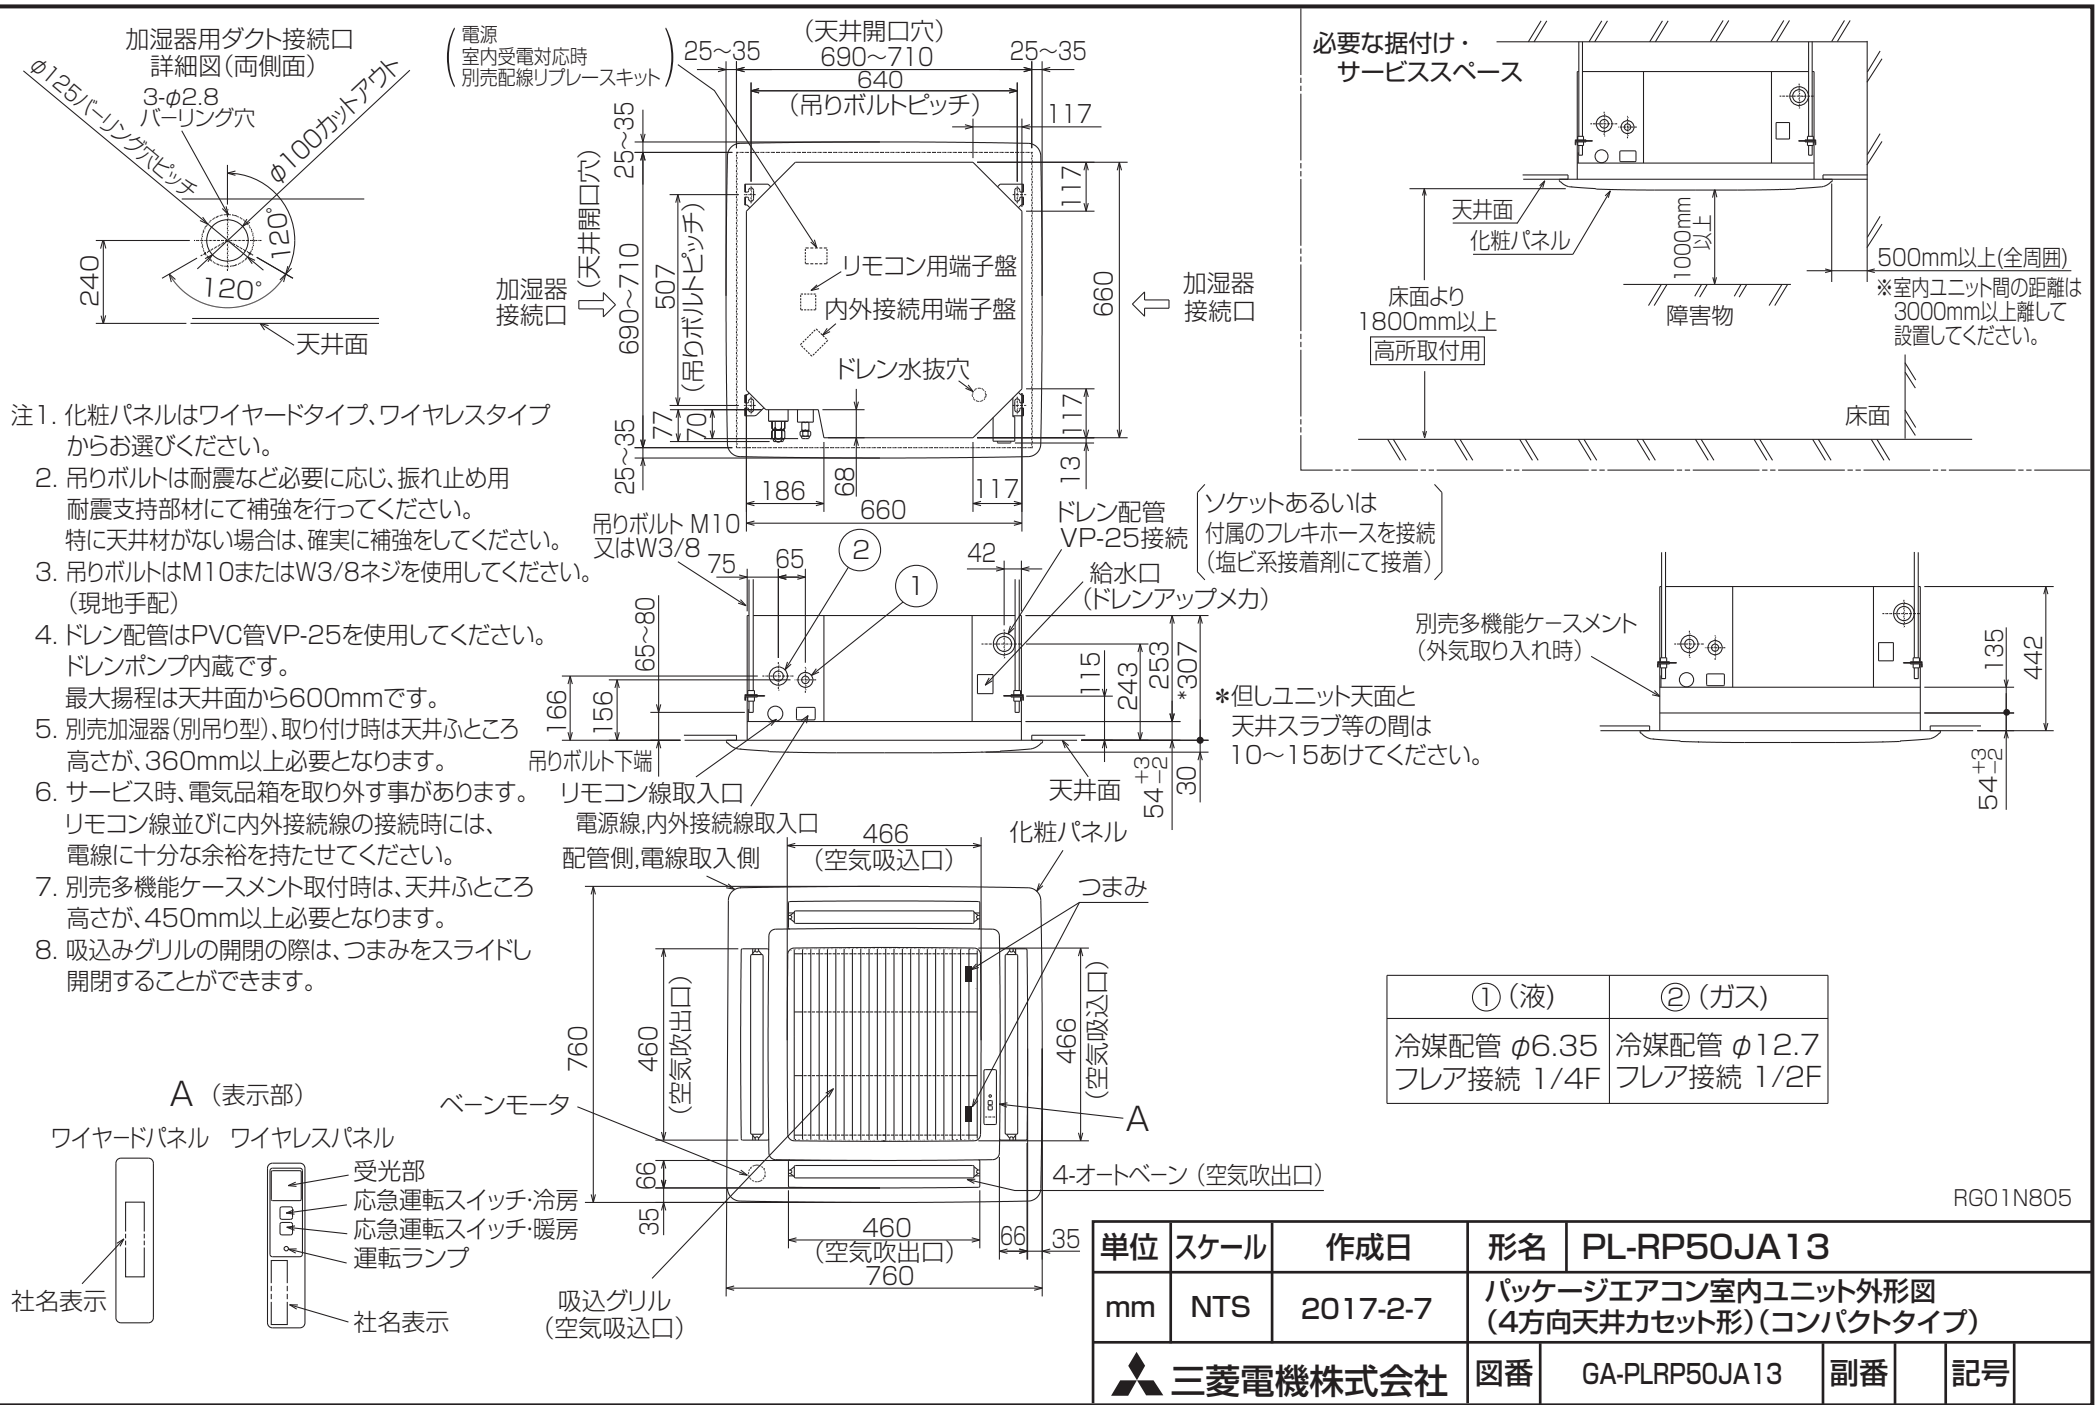 加湿器用ダクト接続口
詳細図(両側面)
φ125バーリング穴ピッチ
3-φ2.8
バーリング穴
φ100カットアウト
120°
120°
240
天井面
電源
室内受電対応時
別売配線リプレースキット
25～35
(天井開口穴)
690～710
25～35
640
(吊りボルトピッチ)
117
25～35
(天井開口穴)
690～710
507
(吊りボルトピッチ)
117
660
加湿器
接続口
加湿器
接続口
リモコン用端子盤
内外接続用端子盤
ドレン水抜穴
77
70
25～35
186
68
117
117
13
660
必要な据付け・
サービススペース
天井面
化粧パネル
1000mm
以上
500mm以上(全周囲)
※室内ユニット間の距離は
3000mm以上離して
設置してください。
床面より
1800mm以上
高所取付用
障害物
床面
注1. 化粧パネルはワイヤードタイプ、ワイヤレスタイプ
からお選びください。
2. 吊りボルトは耐震など必要に応じ、振れ止め用
耐震支持部材にて補強を行ってください。
特に天井材がない場合は、確実に補強をしてください。
3. 吊りボルトはM10またはW3/8ネジを使用してください。
(現地手配)
4. ドレン配管はPVC管VP-25を使用してください。
ドレンポンプ内蔵です。
最大揚程は天井面から600mmです。
5. 別売加湿器(別吊り型)、取り付け時は天井ふところ
高さが、360mm以上必要となります。
6. サービス時、電気品箱を取り外す事があります。
リモコン線並びに内外接続線の接続時には、
電線に十分な余裕を持たせてください。
7. 別売多機能ケースメント取付時は、天井ふところ
高さが、450mm以上必要となります。
8. 吸込みグリルの開閉の際は、つまみをスライドし
開閉することができます。
吊りボルト M10
又はW3/8
75
65
②
①
42
ドレン配管
VP-25接続
ソケットあるいは
付属のフレキホースを接続
(塩ビ系接着剤にて接着)
給水口
(ドレンアップメカ)
65～80
166
156
吊りボルト下端
115
243
253
*307
54+3-2
30
天井面
リモコン線取入口
電源線,内外接続線取入口
*但しユニット天面と
天井スラブ等の間は
10～15あけてください。
別売多機能ケースメント
(外気取り入れ時)
135
442
54+3-2
配管側,電線取入側
466
(空気吸込口)
化粧パネル
つまみ
760
460
(空気吹出口)
466
(空気吸込口)
ベーンモータ
A
66
35
4-オートベーン(空気吹出口)
460
(空気吹出口)
66
35
760
吸込グリル
(空気吸込口)
A (表示部)
ワイヤードパネル ワイヤレスパネル
受光部
応急運転スイッチ・冷房
応急運転スイッチ・暖房
運転ランプ
社名表示
社名表示
①(液) ②(ガス)
冷媒配管 φ6.35 冷媒配管 φ12.7
フレア接続 1/4F フレア接続 1/2F
RG01N805
単位 スケール 作成日 形名 PL-RP50JA13
mm NTS 2017-2-7 パッケージエアコン室内ユニット外形図
(4方向天井カセット形)(コンパクトタイプ)
三菱電機株式会社 図番 GA-PLRP50JA13 副番 記号